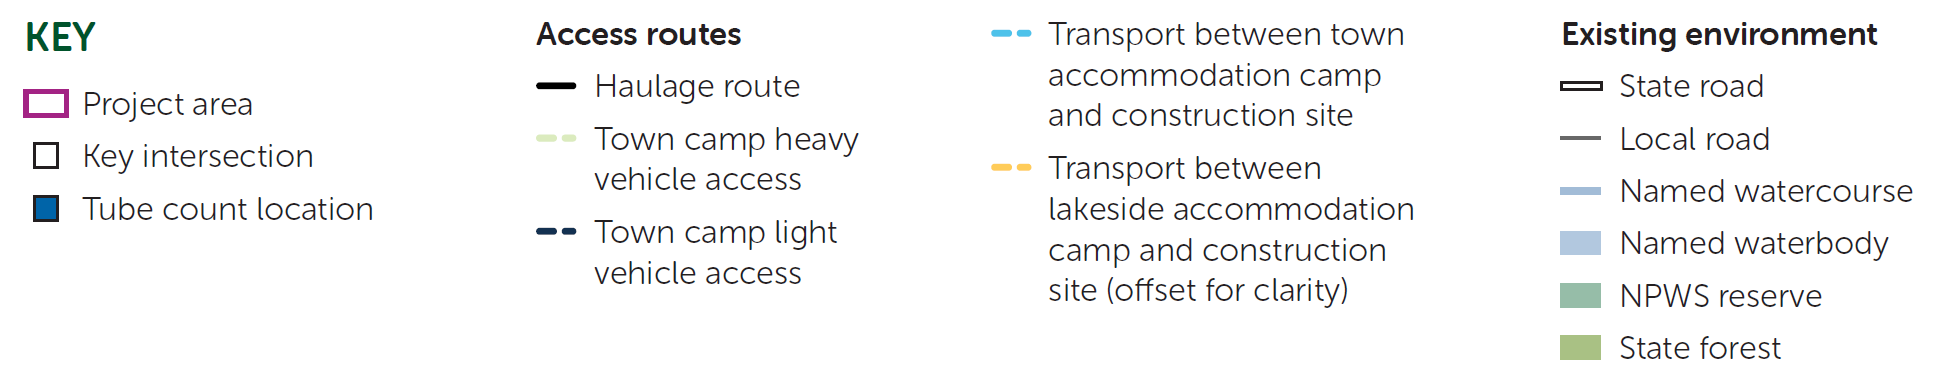 KEY
Project area
Key intersection
Tube count location
Access routes
Haulage route
Town camp heavy
vehicle access
Town camp light
vehicle access
Transport between town
accommodation camp
and construction site
Transport between
lakeside accommodation
camp and construction
site (offset for clarity)
Existing environment
State road
Local road
Named watercourse
Named waterbody
NPWS reserve
State forest